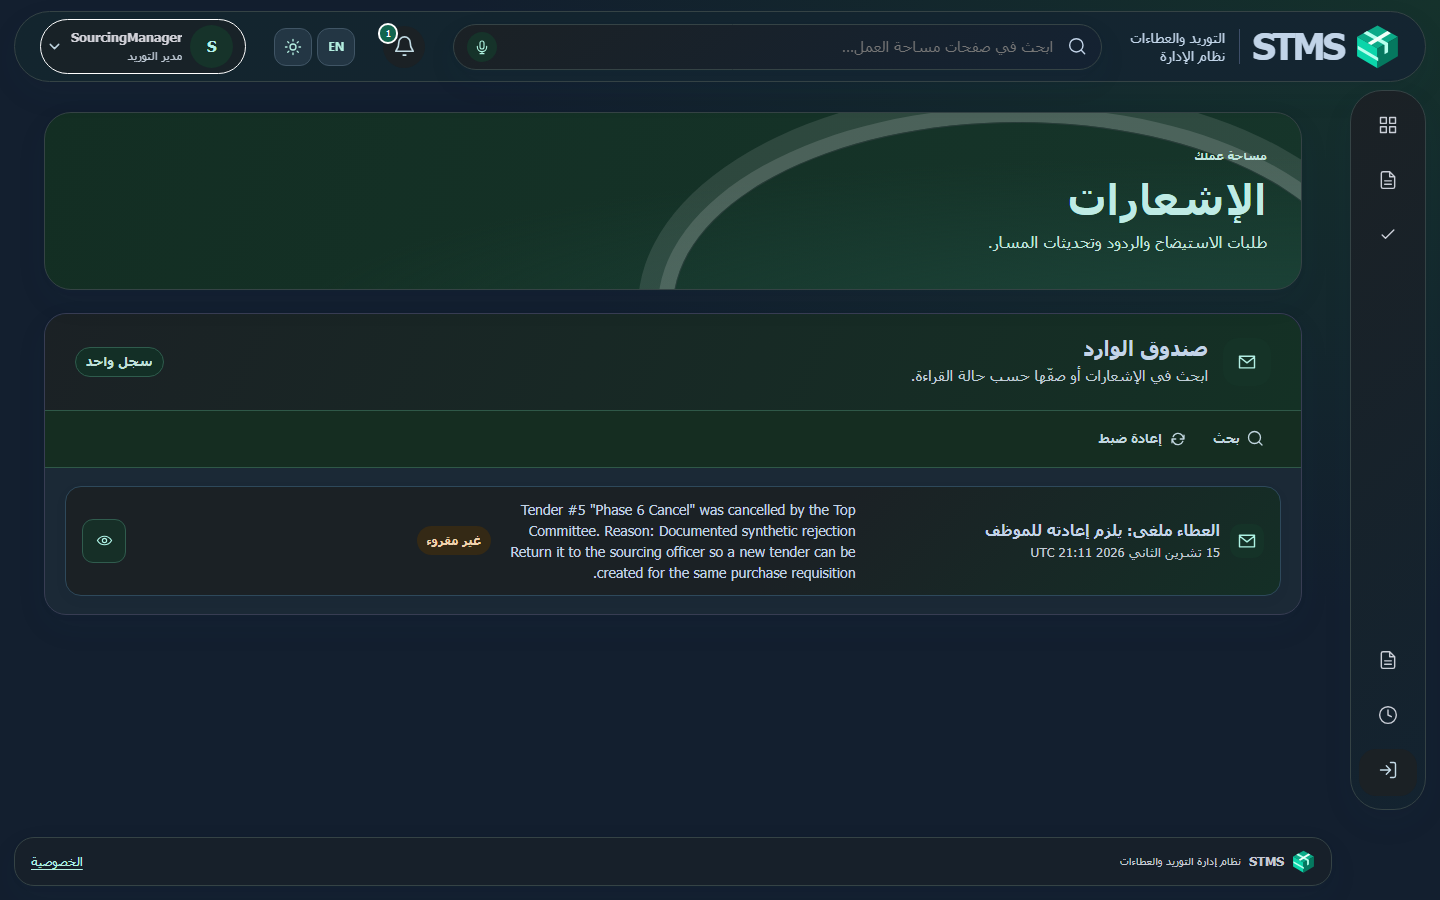 STMS
التوريد والعطاءات
نظام الإدارة
ابحث في صفحات مساحة العمل...
1
EN
S
SourcingManager
مدير التوريد
مساحة عملك
الإشعارات
طلبات الاستيضاح والردود وتحديثات المسار.
صندوق الوارد
ابحث في الإشعارات أو صفّها حسب حالة القراءة.
سجل واحد
بحث
إعادة ضبط
العطاء ملغى: يلزم إعادته للموظف
15 تشرين الثاني 2026 21:11 UTC
Tender #5 "Phase 6 Cancel" was cancelled by the Top
Committee. Reason: Documented synthetic rejection
Return it to the sourcing officer so a new tender can be
created for the same purchase requisition.
غير مقروء
STMS
نظام إدارة التوريد والعطاءات
الخصوصية